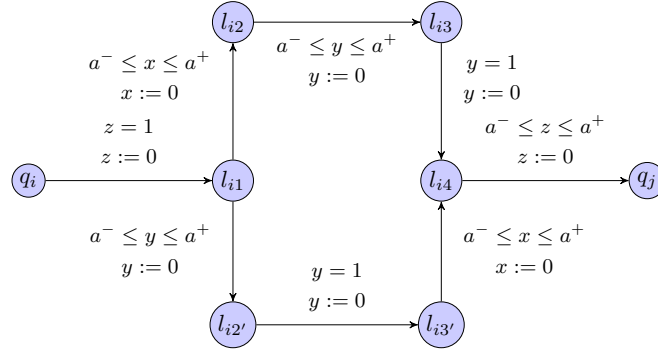 l_{i2}
l_{i3}
a^- ≤ x ≤ a^+
x := 0
a^- ≤ y ≤ a^+
y := 0
y = 1
y := 0
z = 1
z := 0
a^- ≤ z ≤ a^+
z := 0
q_i
l_{i1}
l_{i4}
q_j
a^- ≤ y ≤ a^+
y := 0
y = 1
y := 0
a^- ≤ x ≤ a^+
x := 0
l_{i2'}
l_{i3'}